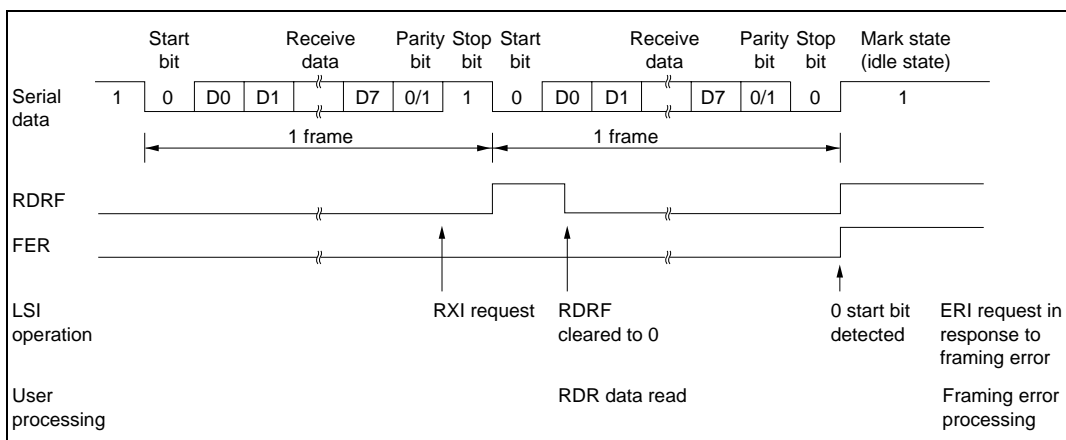 Start bit
Receive data
Parity bit
Stop bit
Start bit
Receive data
Parity bit
Stop bit
Mark state (idle state)
Serial data
1 0 D0 D1 D7 0/1 1 0 D0 D1 D7 0/1 0 1
1 frame 1 frame
RDRF
FER
LSI operation
RXI request
RDRF cleared to 0
0 start bit detected
ERI request in response to framing error
User processing
RDR data read
Framing error processing